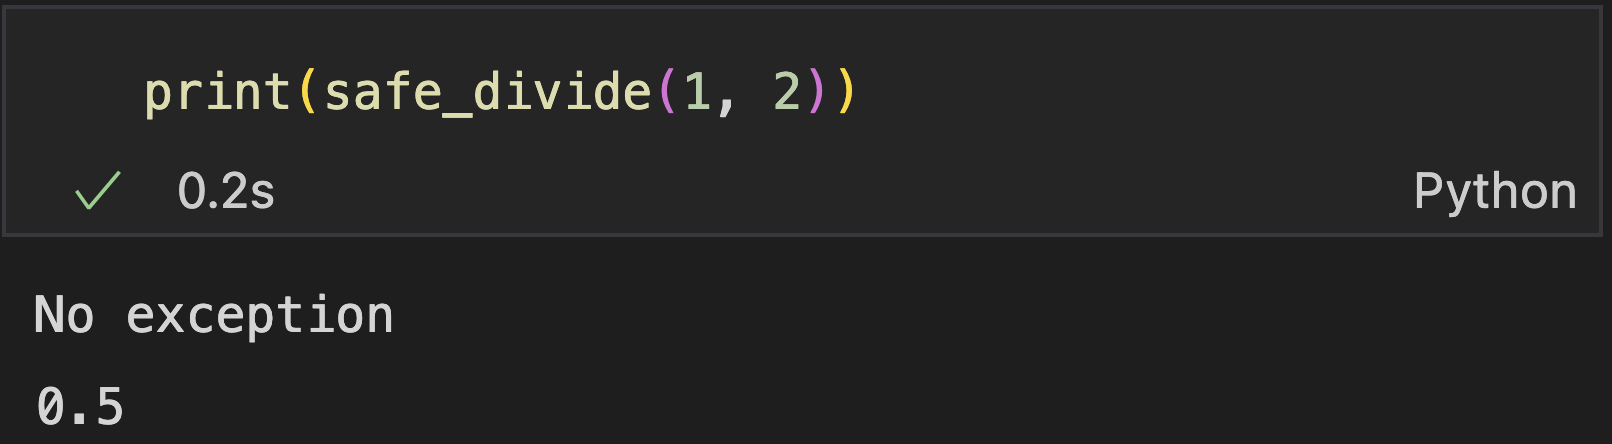 print(safe_divide(1, 2))
0.2s
Python
No exception
0.5